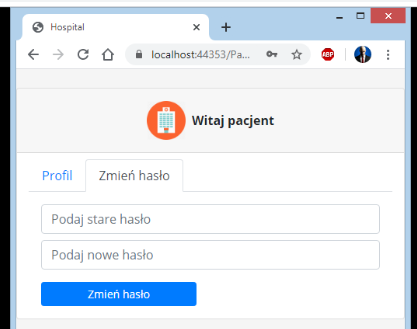 Hospital
localhost:44353/Pa...
ABP
Witaj pacjent
Profil
Zmień hasło
Podaj stare hasło
Podaj nowe hasło
Zmień hasło